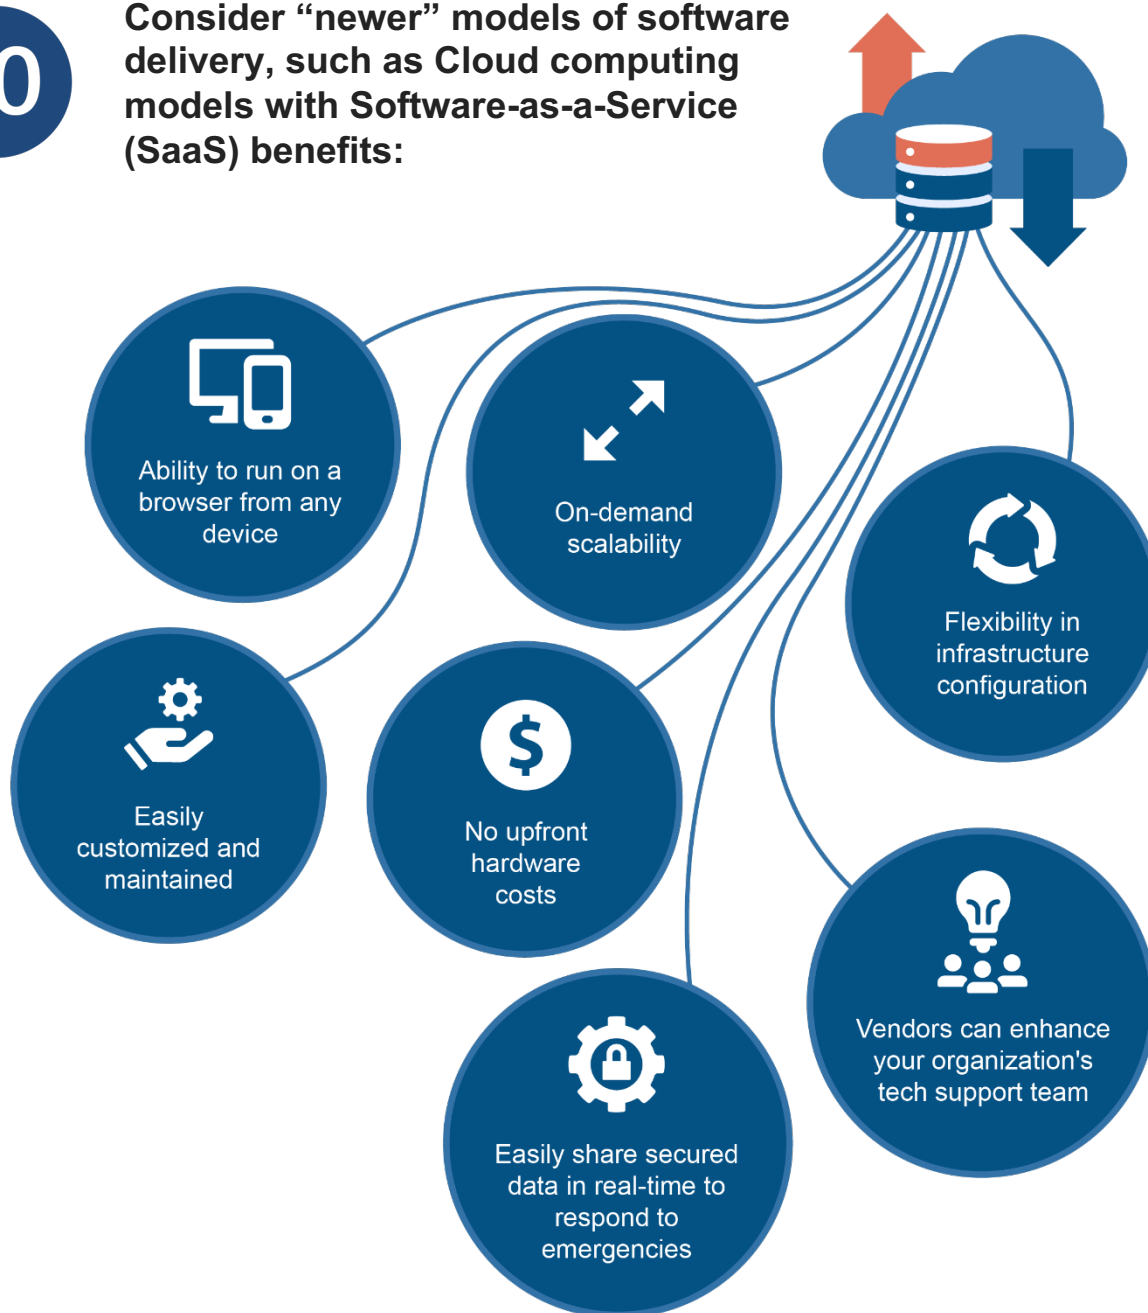 0
Consider “newer” models of software
delivery, such as Cloud computing
models with Software-as-a-Service
(SaaS) benefits:
Ability to run on a
browser from any
device
On-demand
scalability
Flexibility in
infrastructure
configuration
Easily
customized and
maintained
$
No upfront
hardware
costs
Vendors can enhance
your organization's
tech support team
Easily share secured
data in real-time to
respond to
emergencies